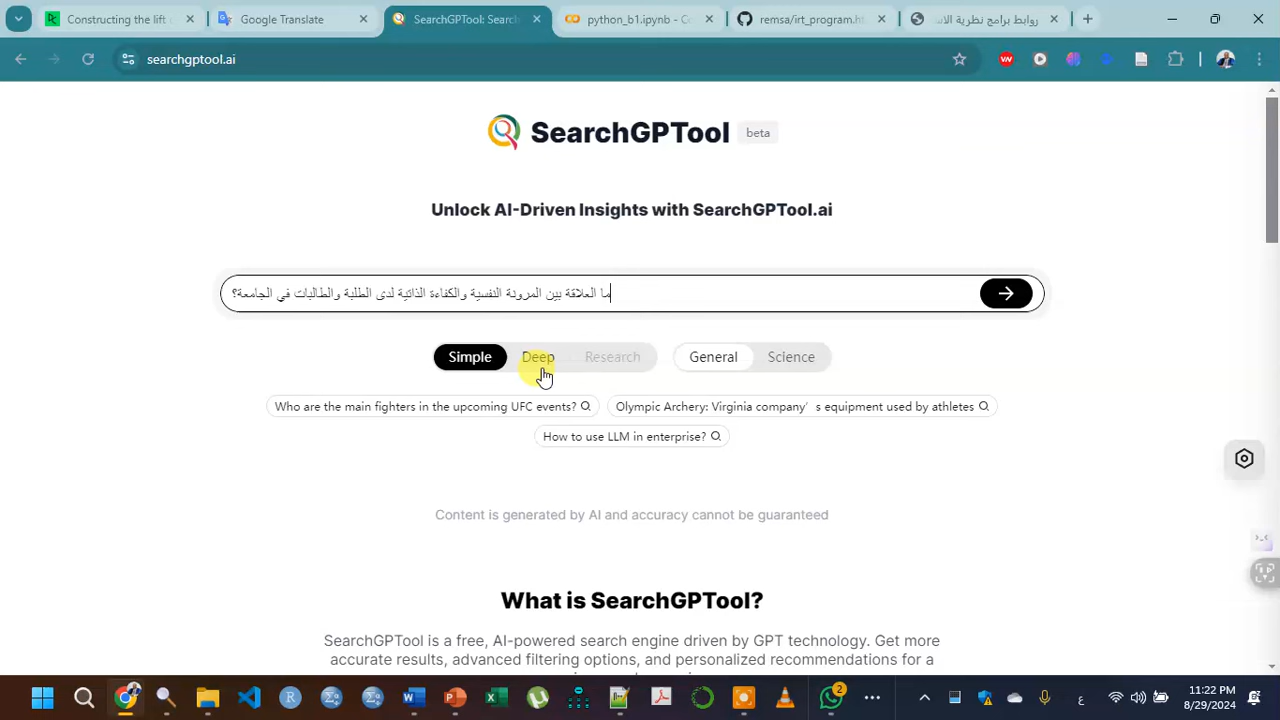 Constructing the lift
Google Translate
SearchGPTool: Searc
python_b1.ipynb - Co
remsa/irt_program.ht
روابط برامج نظرية الاسـ
searchgptool.ai
SearchGPTool beta
Unlock AI-Driven Insights with SearchGPTool.ai
ما العلاقة بين المرونة النفسية والكفاءة الذاتية لدى الطلبة والطالبات في الجامعة؟
Simple Deep Research General Science
Who are the main fighters in the upcoming UFC events?
Olympic Archery: Virginia company’s equipment used by athletes
How to use LLM in enterprise?
Content is generated by AI and accuracy cannot be guaranteed
What is SearchGPTool?
SearchGPTool is a free, AI-powered search engine driven by GPT technology. Get more
accurate results, advanced filtering options, and personalized recommendations for a
2
ع
11:22 PM
8/29/2024